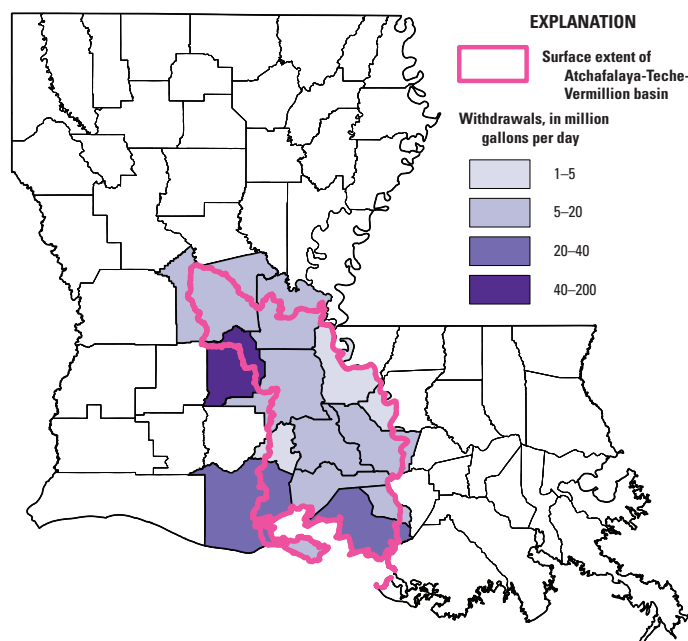 EXPLANATION
Surface extent of
Atchafalaya-Teche-
Vermillion basin
Withdrawals, in million
gallons per day
1–5
5–20
20–40
40–200